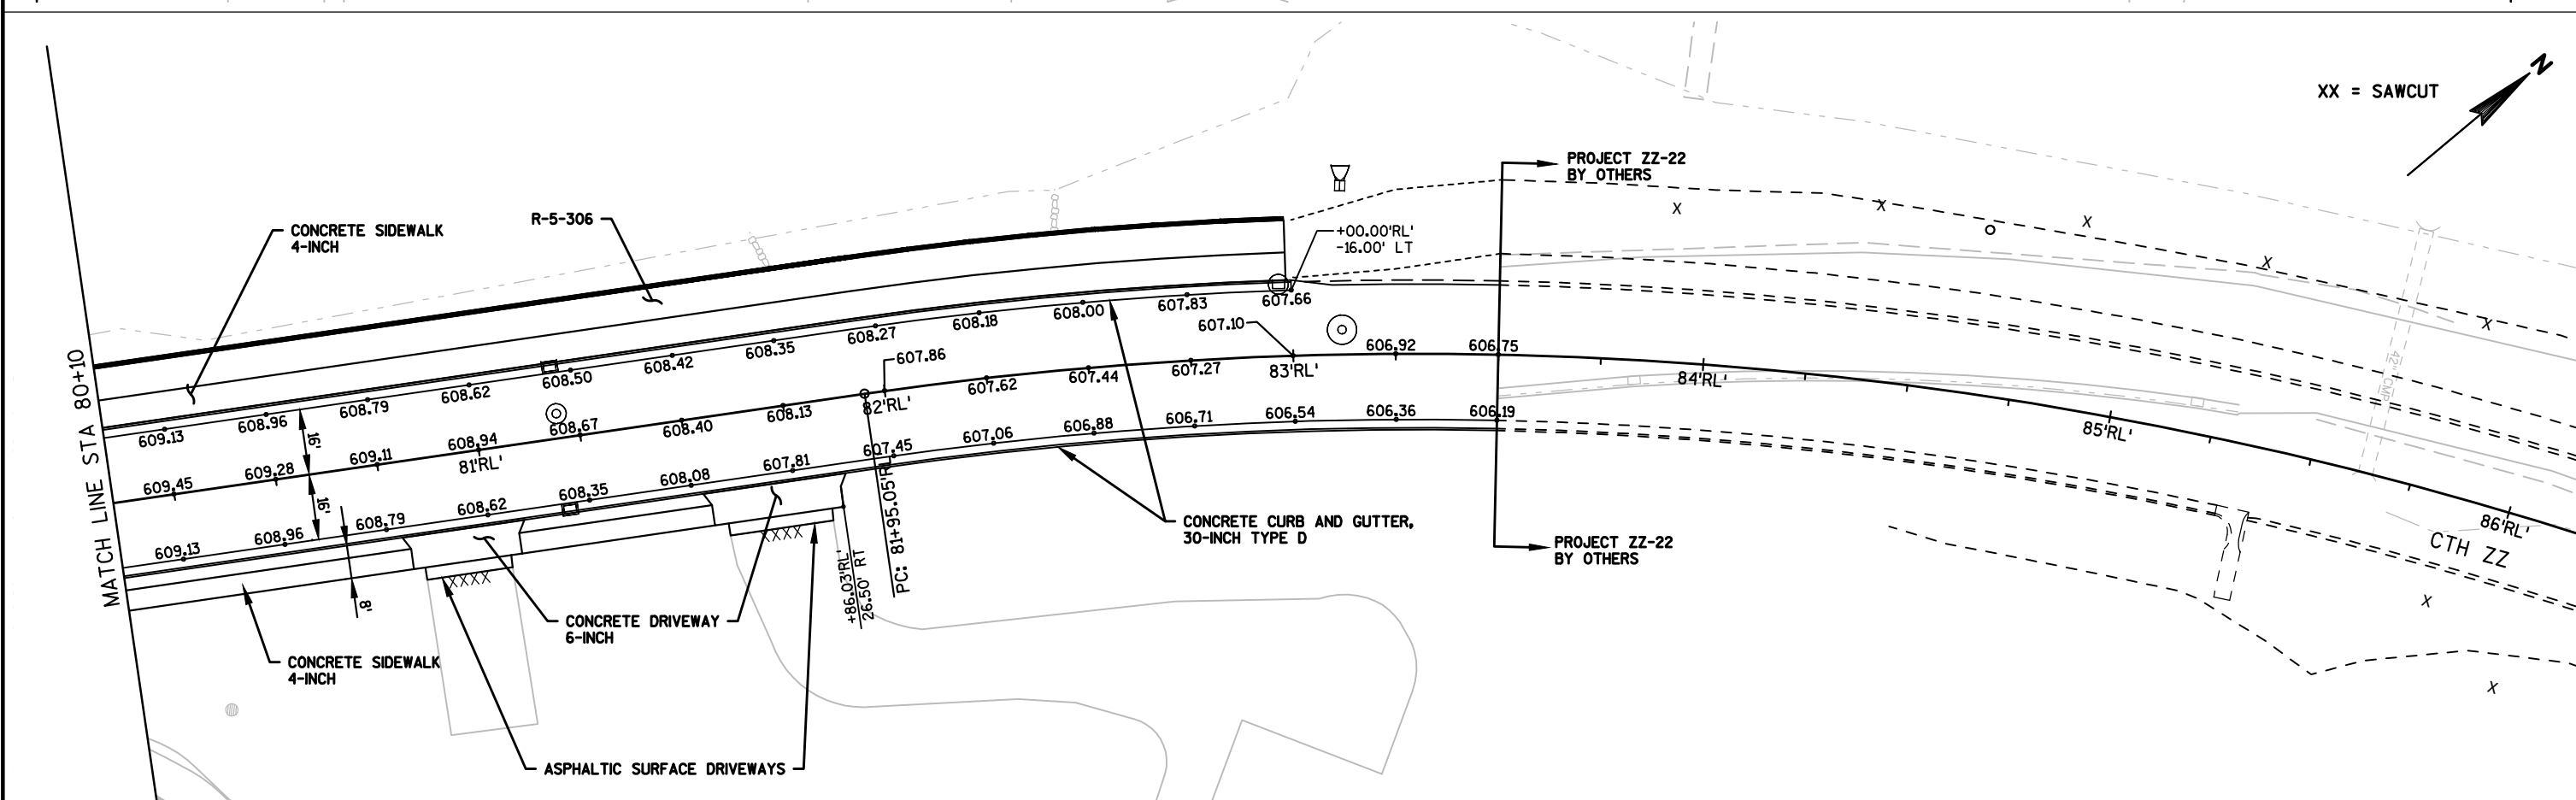 N
XX = SAWCUT
PROJECT ZZ-22
BY OTHERS
R-5-306
CONCRETE SIDEWALK
4-INCH
+00.00'RL'
-16.00' LT
609.13
608.96
608.79
608.62
608.50
608.42
608.35
608.27
608.18
608.00
607.83
607.66
607.10
609.45
609.28
609.11
608.94
608.67
608.40
608.13
607.86
607.62
607.44
607.27
606.92
606.75
81'RL'
82'RL'
83'RL'
84'RL'
85'RL'
86'RL'
16'
16'
8'
609.13
608.96
608.79
608.62
608.35
608.08
607.81
607.45
607.06
606.88
606.71
606.54
606.36
606.19
MATCH LINE STA 80+10
42" CMP
CTH ZZ
PC: 81+95.05'RL'
+86.03'RL'
26.50' RT
CONCRETE CURB AND GUTTER,
30-INCH TYPE D
PROJECT ZZ-22
BY OTHERS
XXXX
XXXX
X
X
X
X
X
X
X
CONCRETE DRIVEWAY
6-INCH
CONCRETE SIDEWALK
4-INCH
ASPHALTIC SURFACE DRIVEWAYS